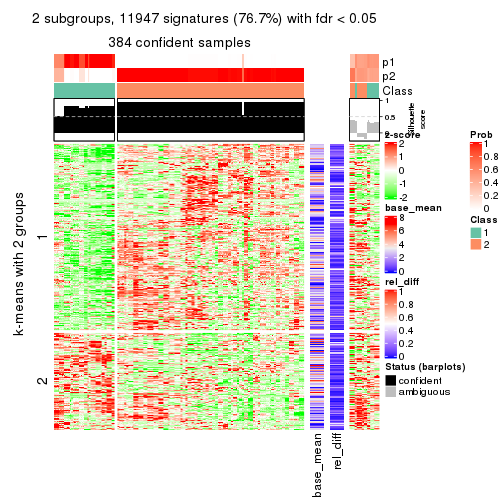 2 subgroups, 11947 signatures (76.7%) with fdr < 0.05
384 confident samples
p1
p2
Class
1
0.5
0
Silhouette
score
k-means with 2 groups
1
2
base_mean
rel_diff
z-score
2
1
0
-1
-2
base_mean
8
6
4
2
0
rel_diff
1
0.8
0.6
0.4
0.2
0
Status (barplots)
confident
ambiguous
Prob
1
0.8
0.6
0.4
0.2
0
Class
1
2